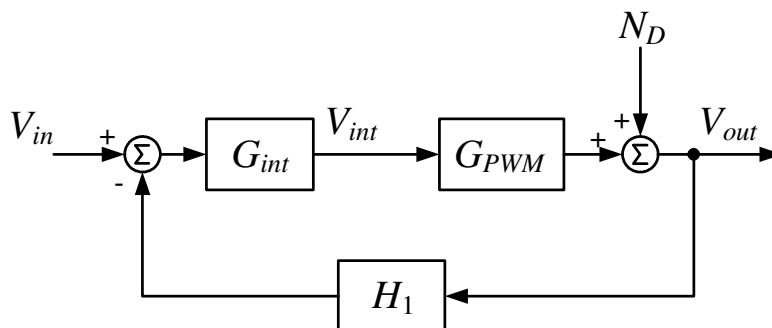 N_D
V_in
+
Σ
-
G_int
V_int
G_PWM
+
+
Σ
V_out
H_1